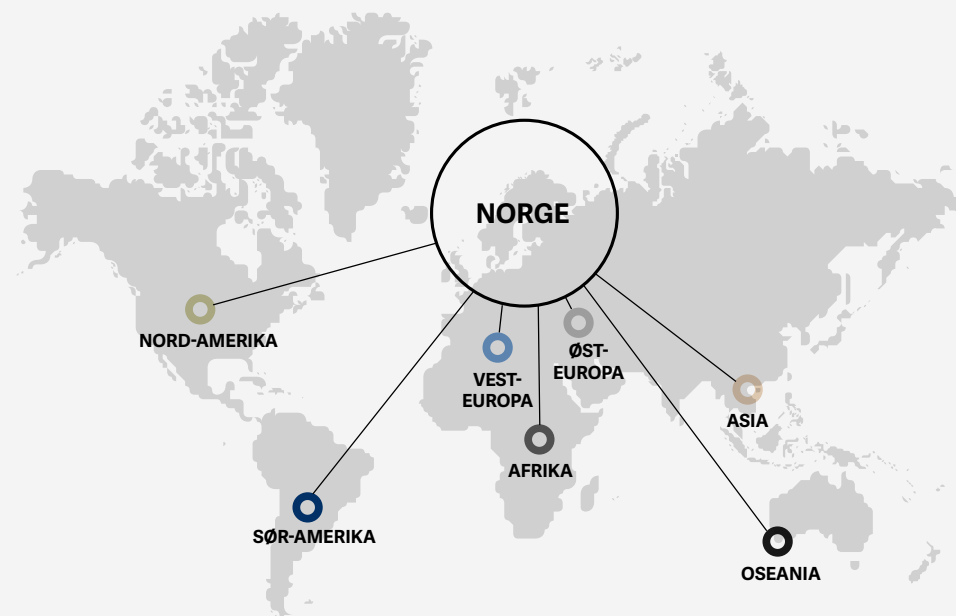 NORGE
NORD-AMERIKA
VEST-
EUROPA
ØST-
EUROPA
ASIA
AFRIKA
SØR-AMERIKA
OSEANIA